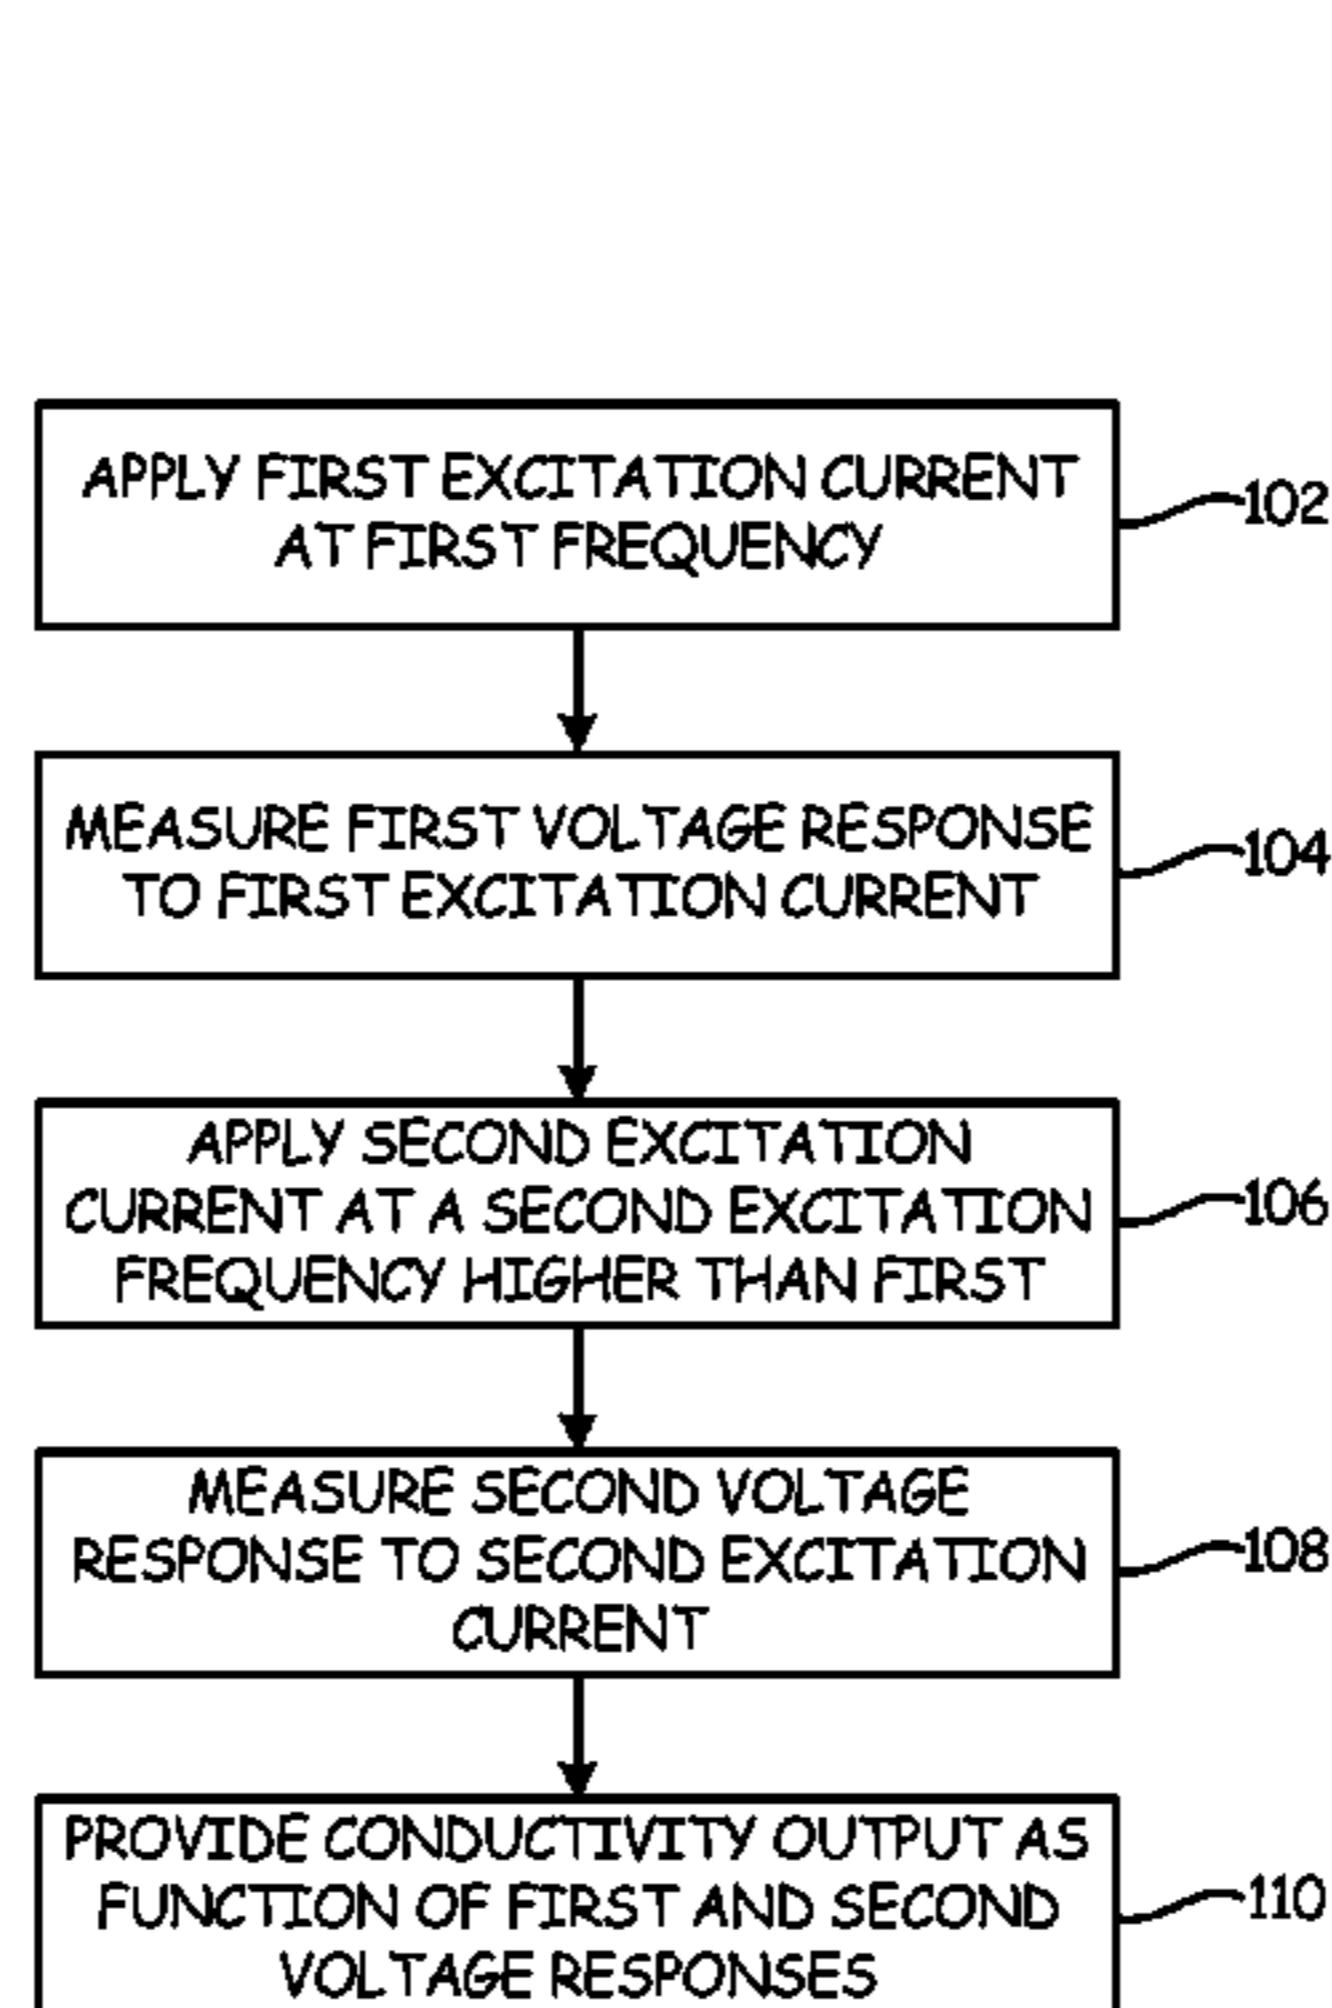 APPLY FIRST EXCITATION CURRENT
AT FIRST FREQUENCY
102
MEASURE FIRST VOLTAGE RESPONSE
TO FIRST EXCITATION CURRENT
104
APPLY SECOND EXCITATION
CURRENT AT A SECOND EXCITATION
FREQUENCY HIGHER THAN FIRST
106
MEASURE SECOND VOLTAGE
RESPONSE TO SECOND EXCITATION
CURRENT
108
PROVIDE CONDUCTIVITY OUTPUT AS
FUNCTION OF FIRST AND SECOND
VOLTAGE RESPONSES
110